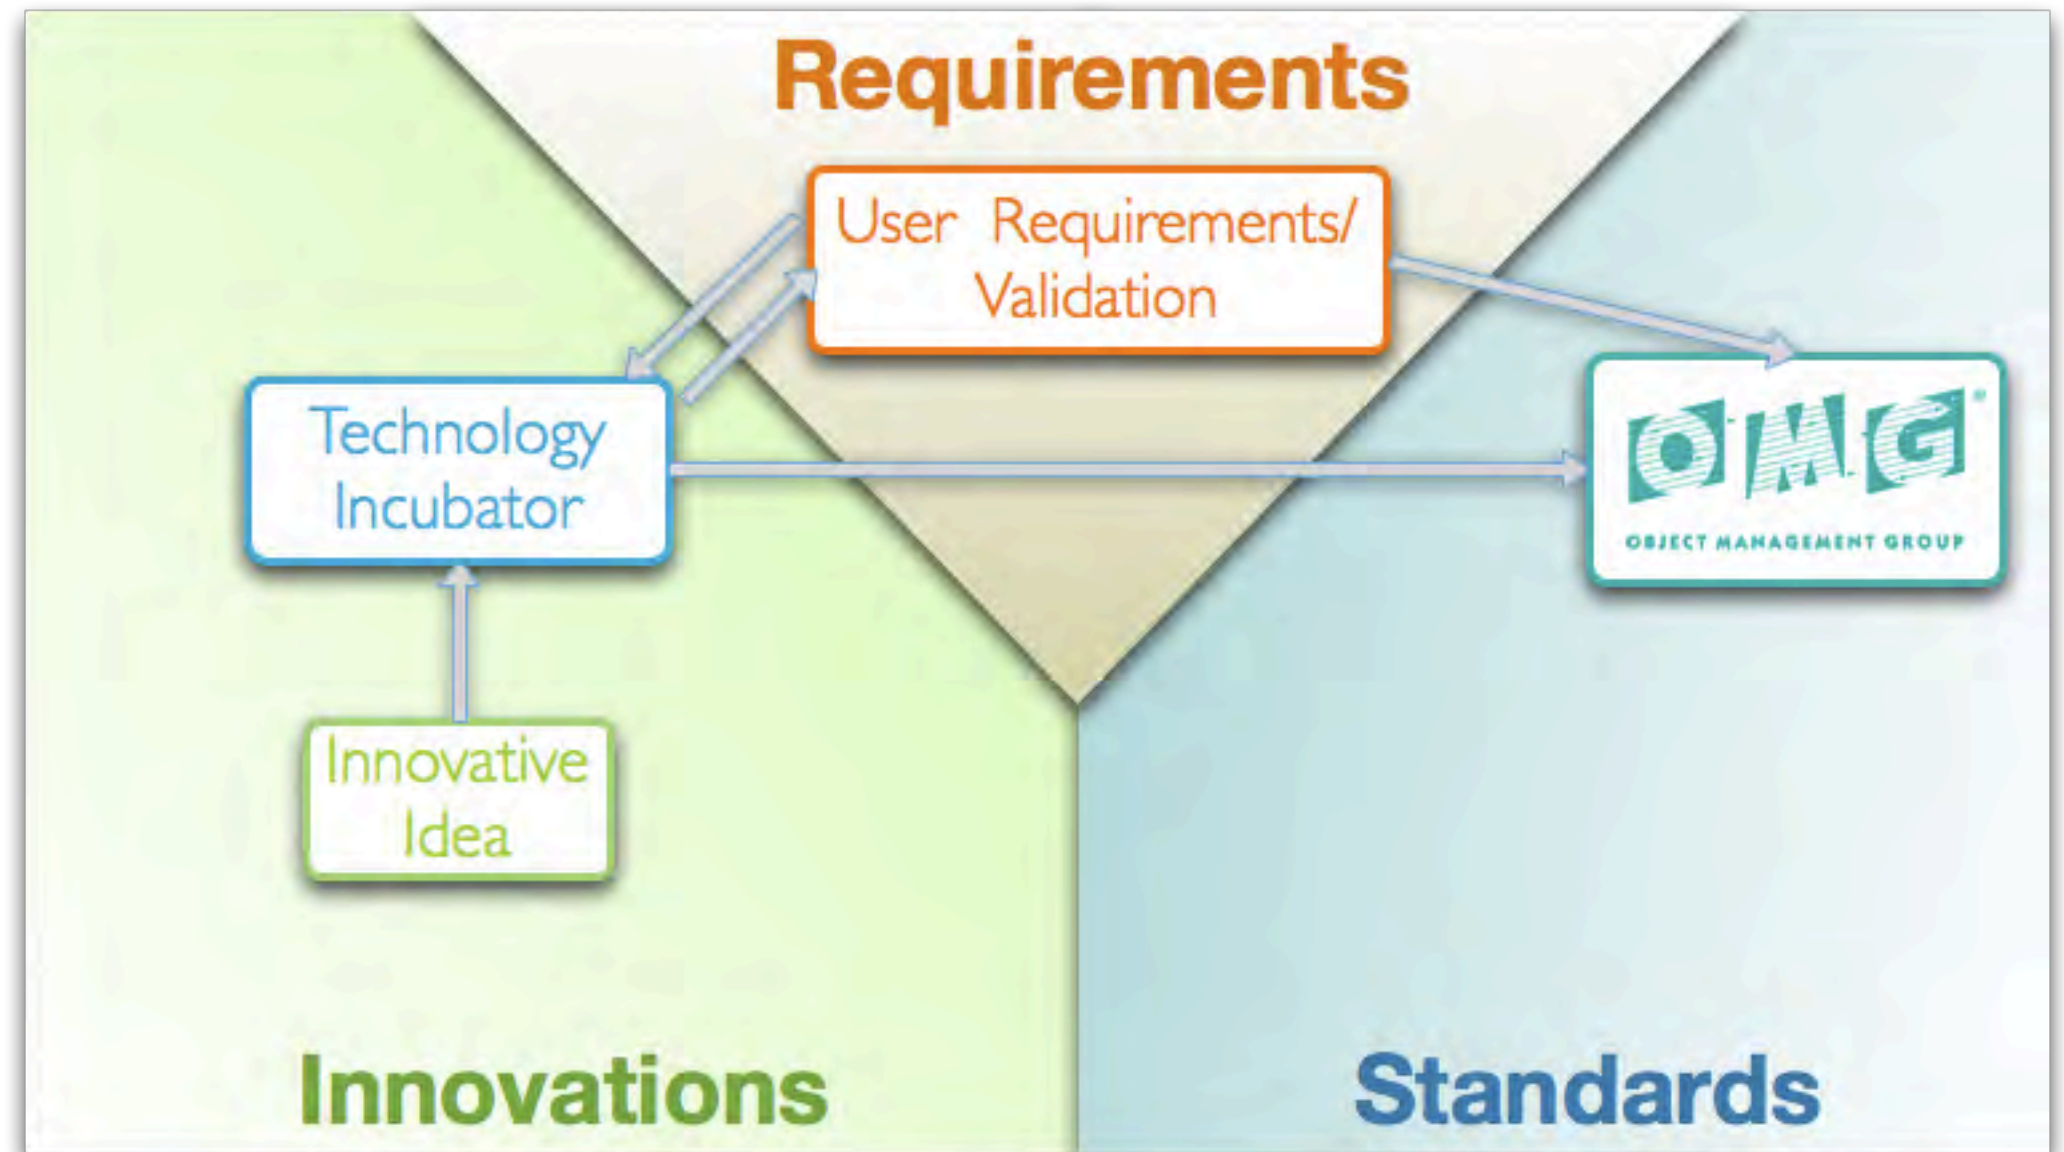 Requirements
User Requirements/
Validation
Technology
Incubator
OMG®
OBJECT MANAGEMENT GROUP
Innovative
Idea
Innovations
Standards